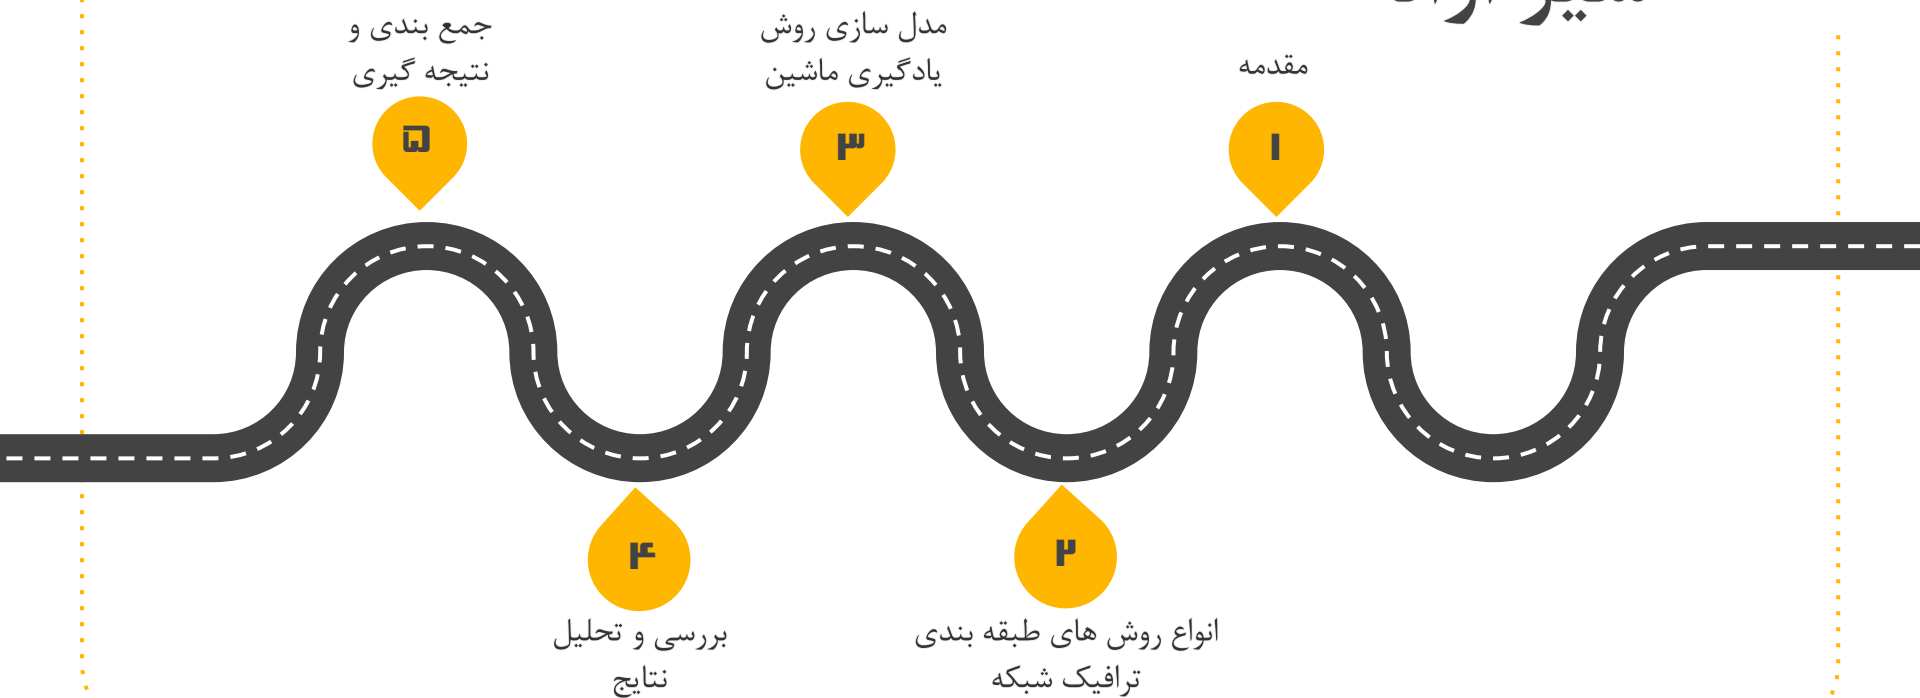 مقدمه
۱
۲
انواع روش های طبقه بندی
ترافیک شبکه
مدل سازی روش
یادگیری ماشین
۳
۴
بررسی و تحلیل
نتایج
جمع بندی و
نتیجه گیری
۵